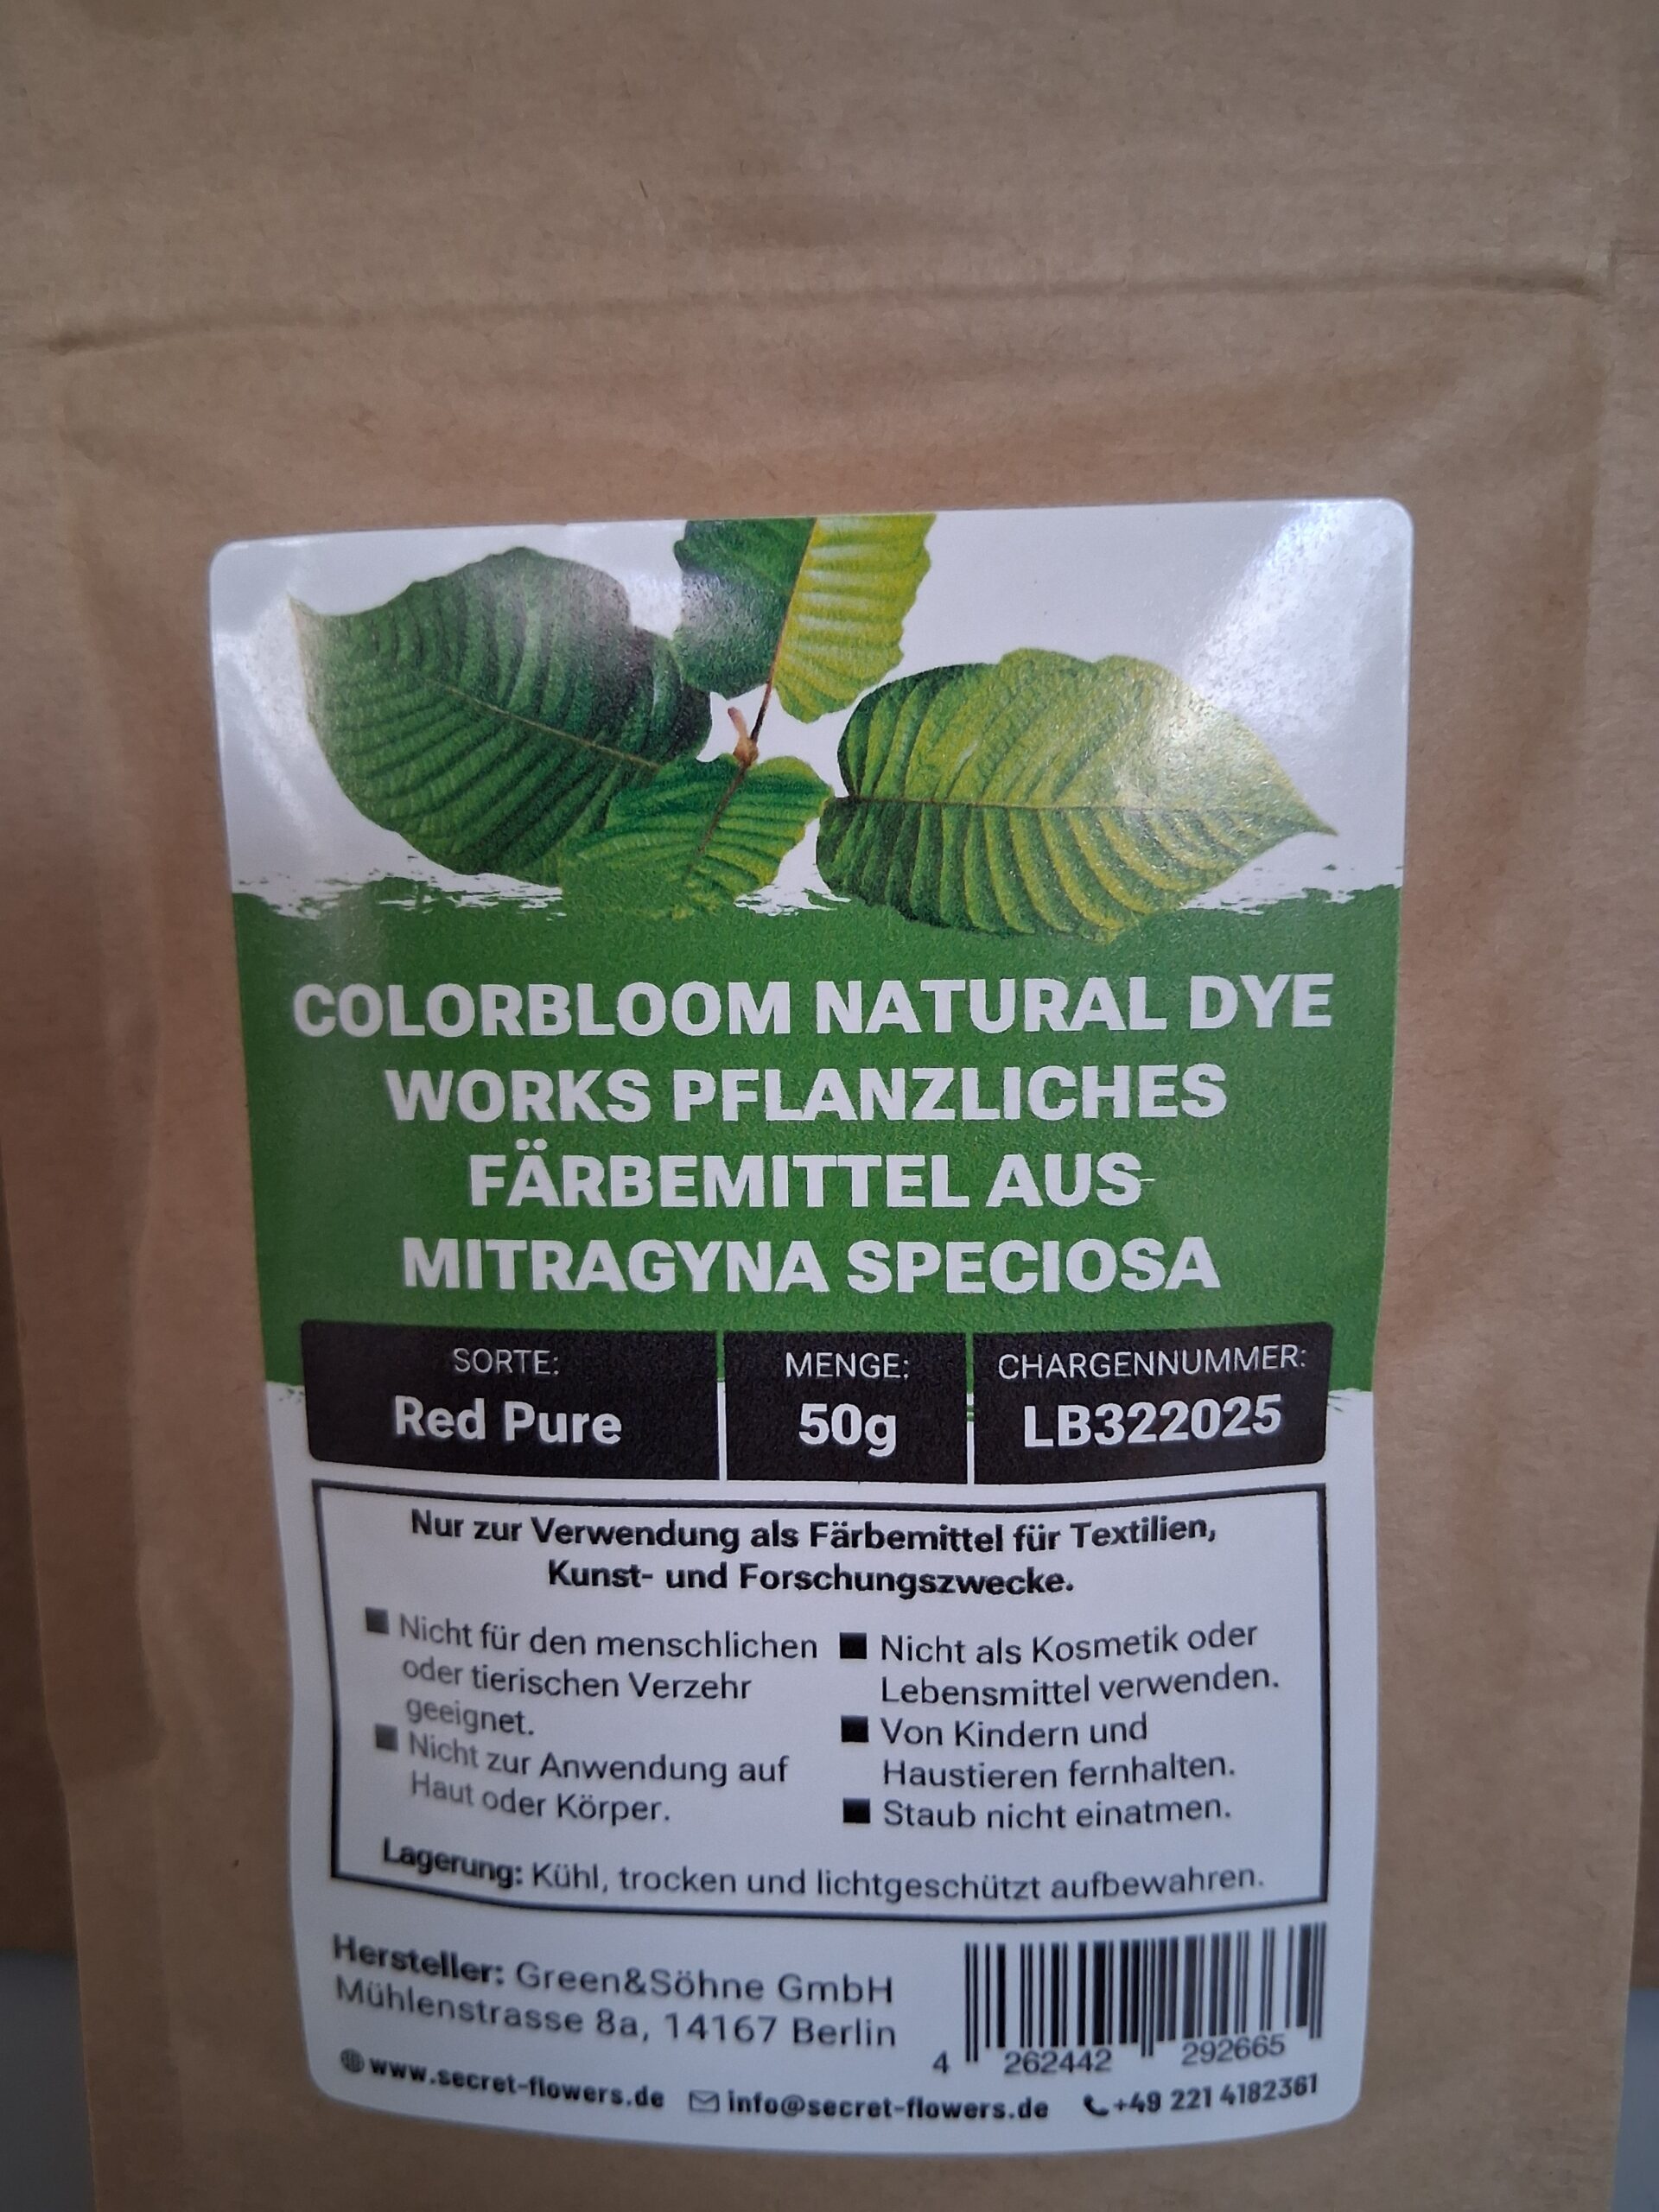 COLORBLOOM NATURAL DYE
WORKS PFLANZLICHES
FÄRBEMITTEL AUS
MITRAGYNA SPECIOSA
SORTE:
Red Pure
MENGE:
50g
CHARGENNUMMER:
LB322025
Nur zur Verwendung als Färbemittel für Textilien,
Kunst- und Forschungszwecke.
■ Nicht für den menschlichen
oder tierischen Verzehr
geeignet.
■ Nicht zur Anwendung auf
Haut oder Körper.
■ Nicht als Kosmetik oder
Lebensmittel verwenden.
■ Von Kindern und
Haustieren fernhalten.
■ Staub nicht einatmen.
Lagerung: Kühl, trocken und lichtgeschützt aufbewahren.
Hersteller: Green&Söhne GmbH
Mühlenstrasse 8a, 14167 Berlin
4 262442 292665
www.secret-flowers.de info@secret-flowers.de +49 221 4182361